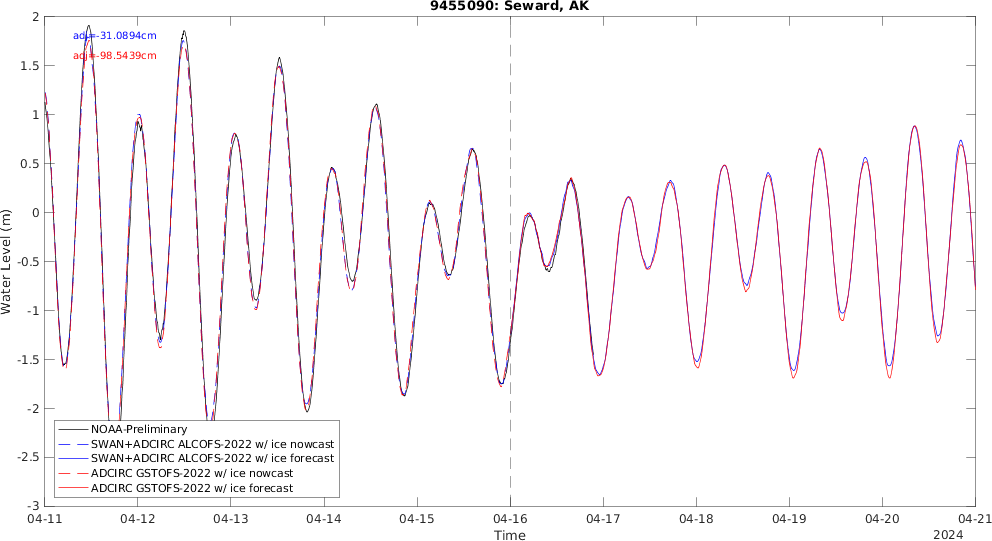 9455090: Seward, AK
adj=-31.0894cm
adj=-98.5439cm
Water Level (m)
2
1.5
1
0.5
0
-0.5
-1
-1.5
-2
-2.5
-3
NOAA-Preliminary
SWAN+ADCIRC ALCOFS-2022 w/ ice nowcast
SWAN+ADCIRC ALCOFS-2022 w/ ice forecast
ADCIRC GSTOFS-2022 w/ ice nowcast
ADCIRC GSTOFS-2022 w/ ice forecast
04-11 04-12 04-13 04-14 04-15 04-16 04-17 04-18 04-19 04-20 04-21
Time
2024